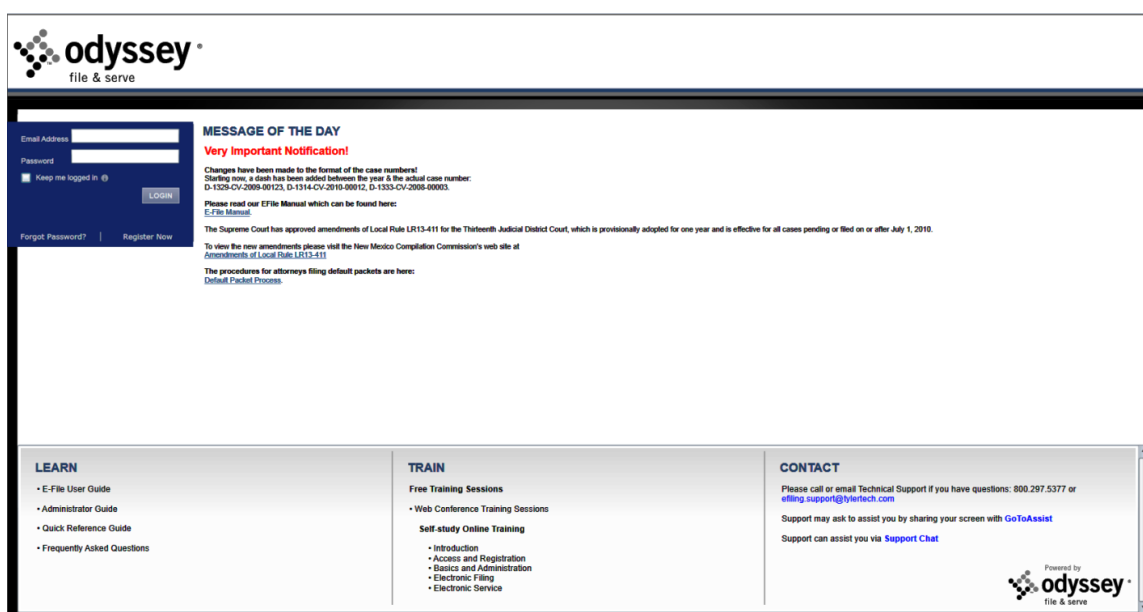 odyssey
file & serve
Email Address
Password
Keep me logged in
LOGIN
Forgot Password? | Register Now
MESSAGE OF THE DAY
Very Important Notification!
Changes have been made to the format of the case numbers!
Starting now, a dash has been added between the year & the actual case number:
D-1329-CV-2009-00123, D-1314-CV-2010-00012, D-1333-CV-2008-00003.
Please read our EFile Manual which can be found here:
E-File Manual.
The Supreme Court has approved amendments of Local Rule LR13-411 for the Thirteenth Judicial District Court, which is provisionally adopted for one year and is effective for all cases pending or filed on or after July 1, 2010.
To view the new amendments please visit the New Mexico Compilation Commission's web site at
Amendments of Local Rule LR13-411
The procedures for attorneys filing default packets are here:
Default Packet Process.
LEARN
• E-File User Guide
• Administrator Guide
• Quick Reference Guide
• Frequently Asked Questions
TRAIN
Free Training Sessions
• Web Conference Training Sessions
Self-study Online Training
• Introduction
• Access and Registration
• Basics and Administration
• Electronic Filing
• Electronic Service
CONTACT
Please call or email Technical Support if you have questions: 800.297.5377 or
efiling.support@tylertech.com
Support may ask to assist you by sharing your screen with GoToAssist
Support can assist you via Support Chat
Powered by
odyssey
file & serve